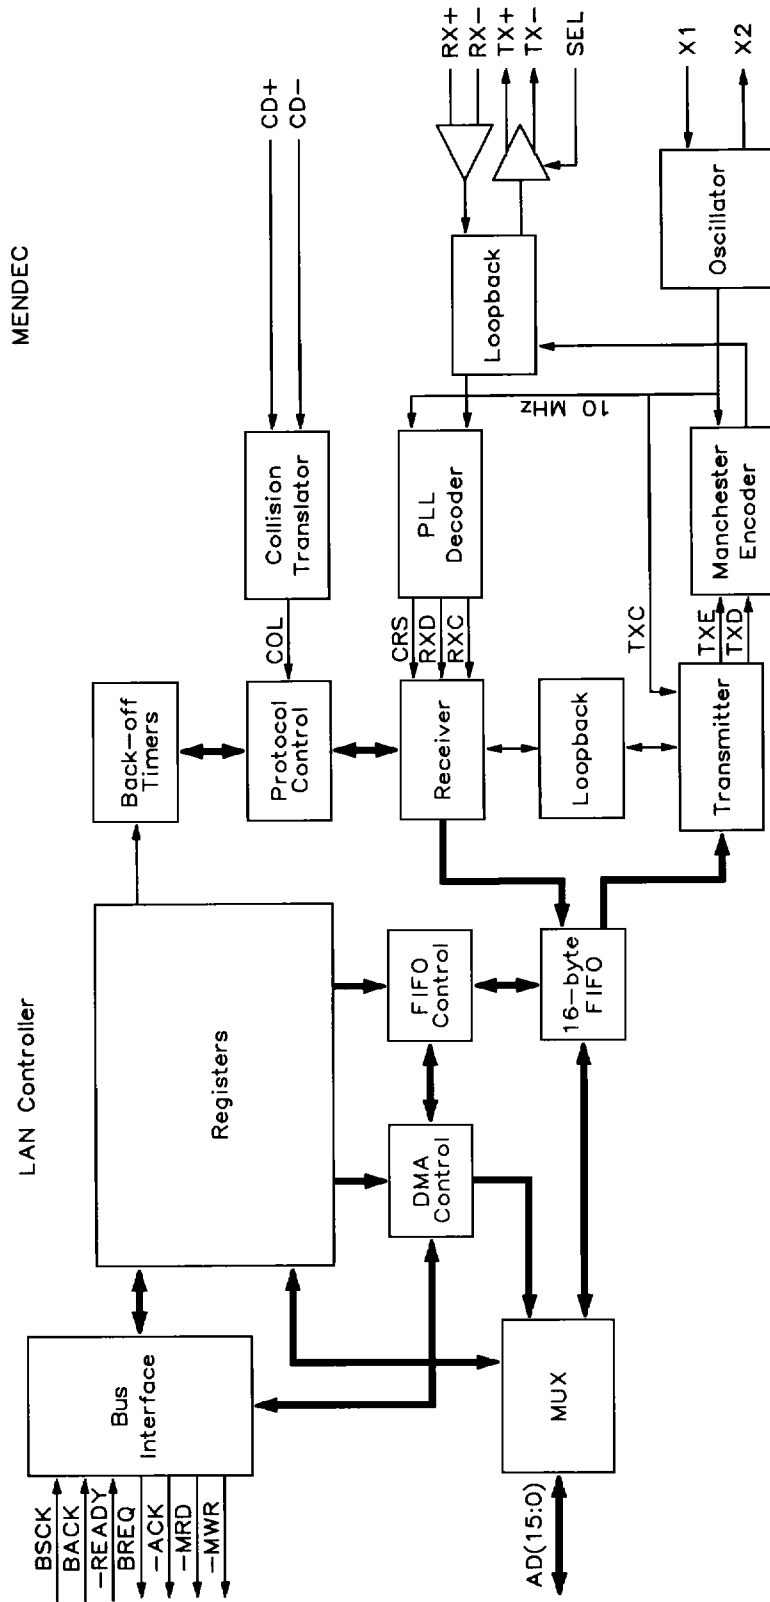 LAN Controller
MENDEC
BSCK
BACK
-READY
BREQ
-ACK
-MRD
-MWR
Bus
Interface
Registers
Back-off
Timers
Protocol
Control
COL
Collision
Translator
CD+
CD-
DMA
Control
FIFO
Control
Receiver
CRS
RXD
RXC
PLL
Decoder
Loopback
RX+
RX-
TX+
TX-
SEL
10 MHz
AD(15:0)
MUX
16-byte
FIFO
Loopback
TXC
Transmitter
TXE
TXD
Manchester
Encoder
Oscillator
X1
X2